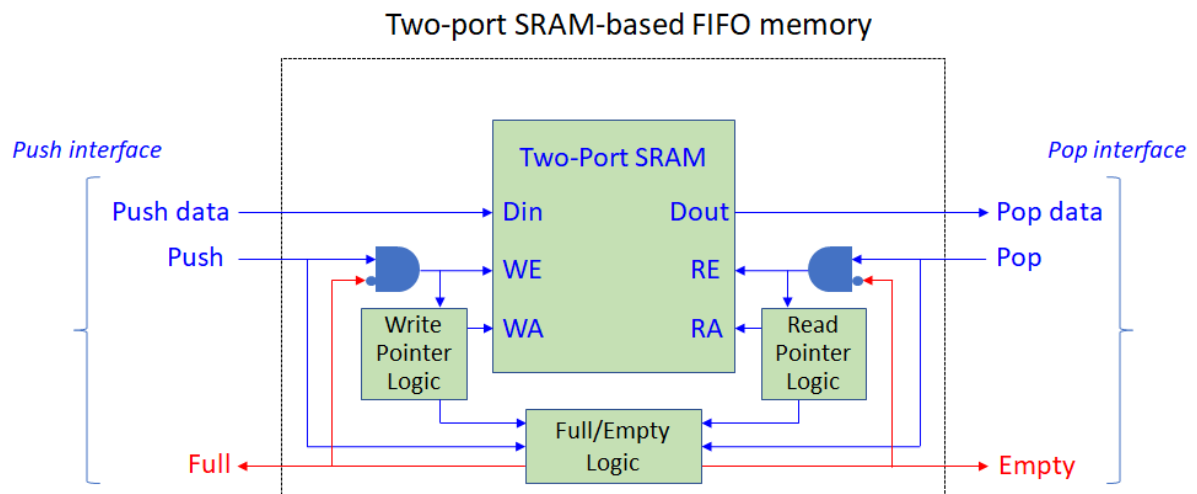 Two-port SRAM-based FIFO memory
Push interface
Pop interface
Two-Port SRAM
Push data
Din
Dout
Pop data
Push
WE
RE
Pop
WA
RA
Write
Pointer
Logic
Read
Pointer
Logic
Full/Empty
Logic
Full
Empty